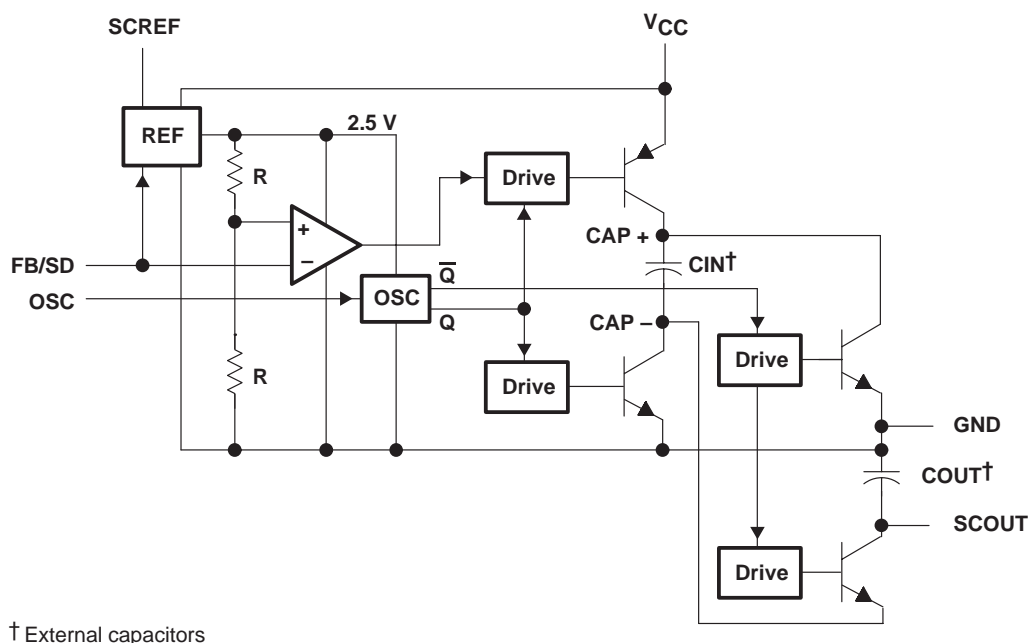 SCREF
VCC
REF
2.5 V
R
Drive
+
−
CAP +
CIN†
FB/SD
OSC
OSC
Q̅
Q
CAP −
R
Drive
Drive
GND
COUT†
SCOUT
Drive
† External capacitors